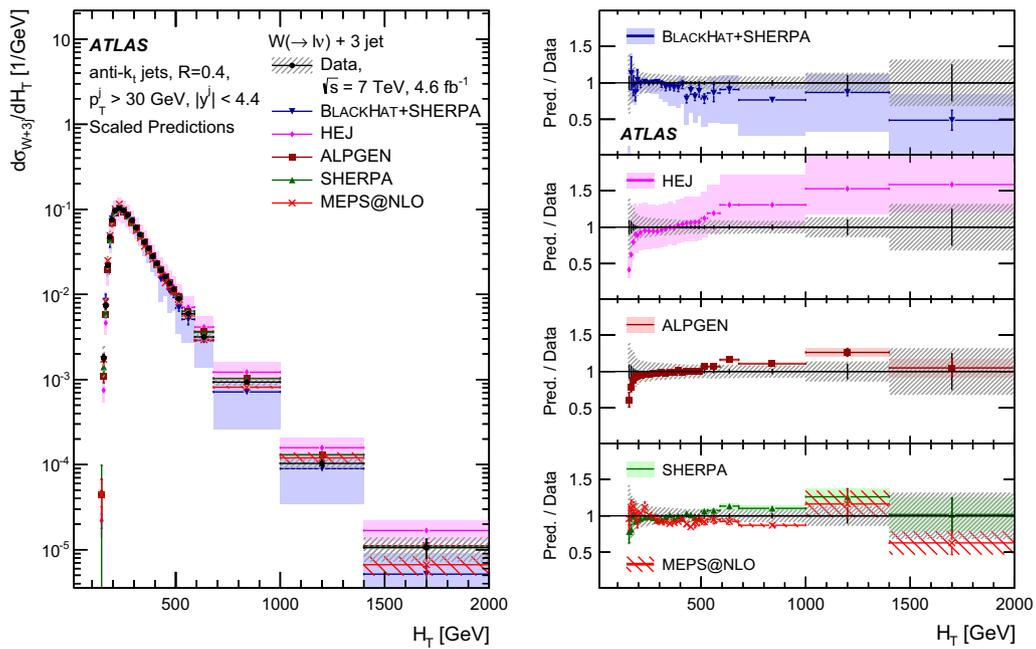 ATLAS
anti-kₜ jets, R=0.4,
p_T^j > 30 GeV, |y^j| < 4.4
Scaled Predictions
W(→ lν) + 3 jet
Data,
√s = 7 TeV, 4.6 fb⁻¹
BLACKHAT+SHERPA
HEJ
ALPGEN
SHERPA
MEPS@NLO
dσ_{W+3j}/dH_T [1/GeV]
10
1
10⁻¹
10⁻²
10⁻³
10⁻⁴
10⁻⁵
500 1000 1500 2000
H_T [GeV]
BLACKHAT+SHERPA
ATLAS
Pred. / Data
1.5
1
0.5
HEJ
Pred. / Data
1.5
1
0.5
ALPGEN
Pred. / Data
1.5
1
0.5
SHERPA
MEPS@NLO
Pred. / Data
1.5
1
0.5
500 1000 1500 2000
H_T [GeV]